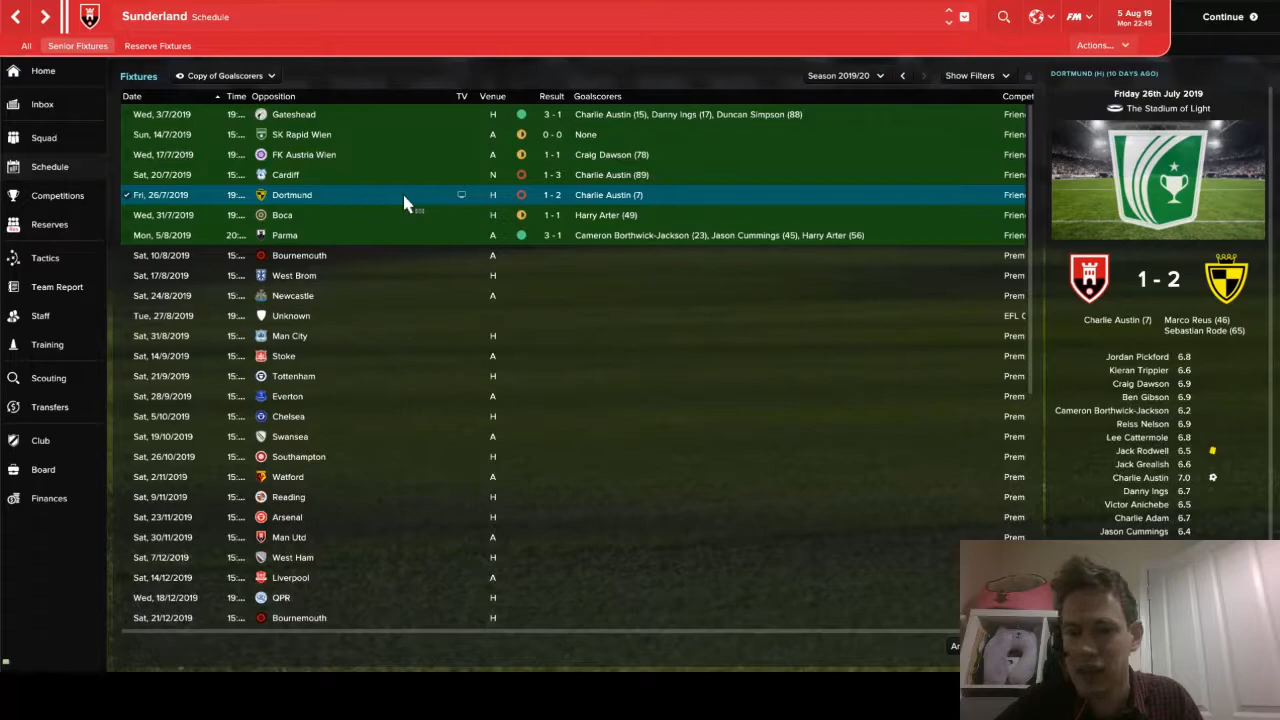 Sunderland Schedule
FM
5 Aug 19
Mon 22:45
Continue
All Senior Fixtures Reserve Fixtures
Actions...
Home
Inbox
Squad
Schedule
Competitions
Reserves
Tactics
Team Report
Staff
Training
Scouting
Transfers
Club
Board
Finances
Fixtures Copy of Goalscorers Season 2019/20 Show Filters
Date Time Opposition TV Venue Result Goalscorers Compet
Wed, 3/7/2019 19:... Gateshead H 3 - 1 Charlie Austin (15), Danny Ings (17), Duncan Simpson (88) Frien
Sun, 14/7/2019 15:... SK Rapid Wien A 0 - 0 None Frien
Wed, 17/7/2019 19:... FK Austria Wien A 1 - 1 Craig Dawson (78) Frien
Sat, 20/7/2019 15:... Cardiff N 1 - 3 Charlie Austin (89) Frien
Fri, 26/7/2019 19:... Dortmund H 1 - 2 Charlie Austin (7) Frien
Wed, 31/7/2019 19:... Boca H 1 - 1 Harry Arter (49) Frien
Mon, 5/8/2019 20:... Parma A 3 - 1 Cameron Borthwick-Jackson (23), Jason Cummings (45), Harry Arter (56) Frien
Sat, 10/8/2019 15:... Bournemouth A Prem
Sat, 17/8/2019 15:... West Brom H Prem
Sat, 24/8/2019 15:... Newcastle A Prem
Tue, 27/8/2019 19:... Unknown EFL C
Sat, 31/8/2019 15:... Man City H Prem
Sat, 14/9/2019 15:... Stoke A Prem
Sat, 21/9/2019 15:... Tottenham H Prem
Sat, 28/9/2019 15:... Everton A Prem
Sat, 5/10/2019 15:... Chelsea H Prem
Sat, 19/10/2019 15:... Swansea A Prem
Sat, 26/10/2019 15:... Southampton H Prem
Sat, 2/11/2019 15:... Watford A Prem
Sat, 9/11/2019 15:... Reading H Prem
Sat, 23/11/2019 15:... Arsenal H Prem
Sat, 30/11/2019 15:... Man Utd A Prem
Sat, 7/12/2019 15:... West Ham H Prem
Sat, 14/12/2019 15:... Liverpool A Prem
Wed, 18/12/2019 19:... QPR H Prem
Sat, 21/12/2019 15:... Bournemouth H
DORTMUND (H) (10 DAYS AGO)
Friday 26th July 2019
The Stadium of Light
1 - 2
Charlie Austin (7) Marco Reus (46)
Sebastian Rode (65)
Jordan Pickford 6.8
Kieran Trippier 6.6
Craig Dawson 6.9
Ben Gibson 6.9
Cameron Borthwick-Jackson 6.2
Reiss Nelson 6.9
Lee Cattermole 6.8
Jack Rodwell 6.5
Jack Grealish 6.6
Charlie Austin 7.0
Danny Ings 6.7
Victor Anichebe 6.5
Charlie Adam 6.7
Jason Cummings 6.4